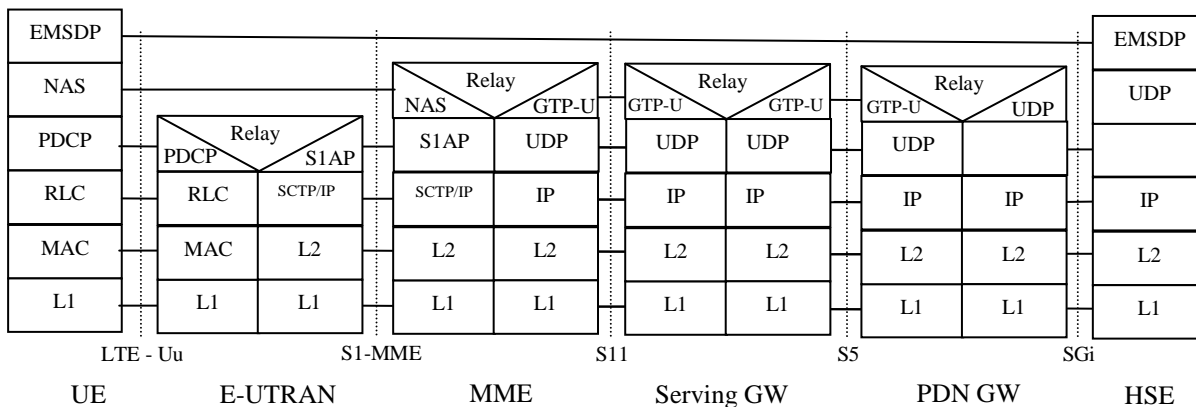 EMSDP
EMSDP
NAS
Relay
NAS
GTP-U
Relay
GTP-U
GTP-U
Relay
GTP-U
UDP
UDP
PDCP
Relay
PDCP
S1AP
S1AP
UDP
UDP
UDP
UDP
RLC
RLC
SCTP/IP
SCTP/IP
IP
IP
IP
IP
IP
IP
MAC
MAC
L2
L2
L2
L2
L2
L2
L2
L2
L1
L1
L1
L1
L1
L1
L1
L1
L1
L1
LTE - Uu
S1-MME
S11
S5
SGi
UE
E-UTRAN
MME
Serving GW
PDN GW
HSE